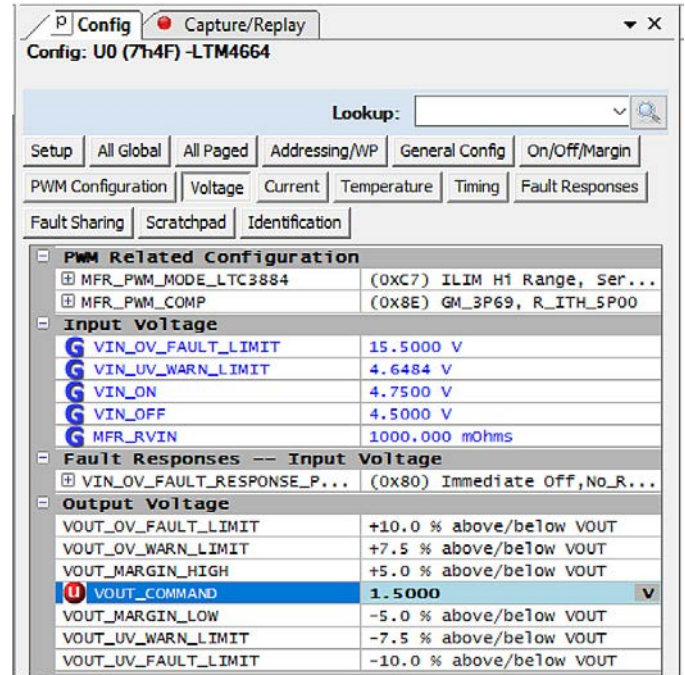 Config Capture/Replay
Config: U0 (7'h4F) -LTM4664
Lookup:
Setup All Global All Paged Addressing/WP General Config On/Off/Margin
PWM Configuration Voltage Current Temperature Timing Fault Responses
Fault Sharing Scratchpad Identification
PWM Related Configuration
MFR_PWM_MODE_LTC3884 (0xC7) ILIM Hi Range, Ser...
MFR_PWM_COMP (0x8E) GM_3P69, R_ITH_5P00
Input Voltage
G VIN_OV_FAULT_LIMIT 15.5000 V
G VIN_UV_WARN_LIMIT 4.6484 V
G VIN_ON 4.7500 V
G VIN_OFF 4.5000 V
G MFR_RVIN 1000.000 mOhms
Fault Responses -- Input Voltage
VIN_OV_FAULT_RESPONSE_P... (0x80) Immediate Off,No_R...
Output Voltage
VOUT_OV_FAULT_LIMIT +10.0 % above/below VOUT
VOUT_OV_WARN_LIMIT +7.5 % above/below VOUT
VOUT_MARGIN_HIGH +5.0 % above/below VOUT
U VOUT_COMMAND 1.5000 V
VOUT_MARGIN_LOW -5.0 % above/below VOUT
VOUT_UV_WARN_LIMIT -7.5 % above/below VOUT
VOUT_UV_FAULT_LIMIT -10.0 % above/below VOUT